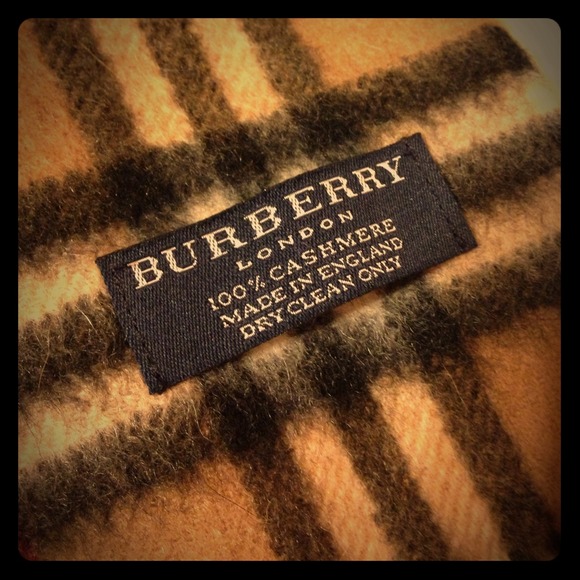 BURBERRY
LONDON
100% CASHMERE
MADE IN ENGLAND
DRY CLEAN ONLY